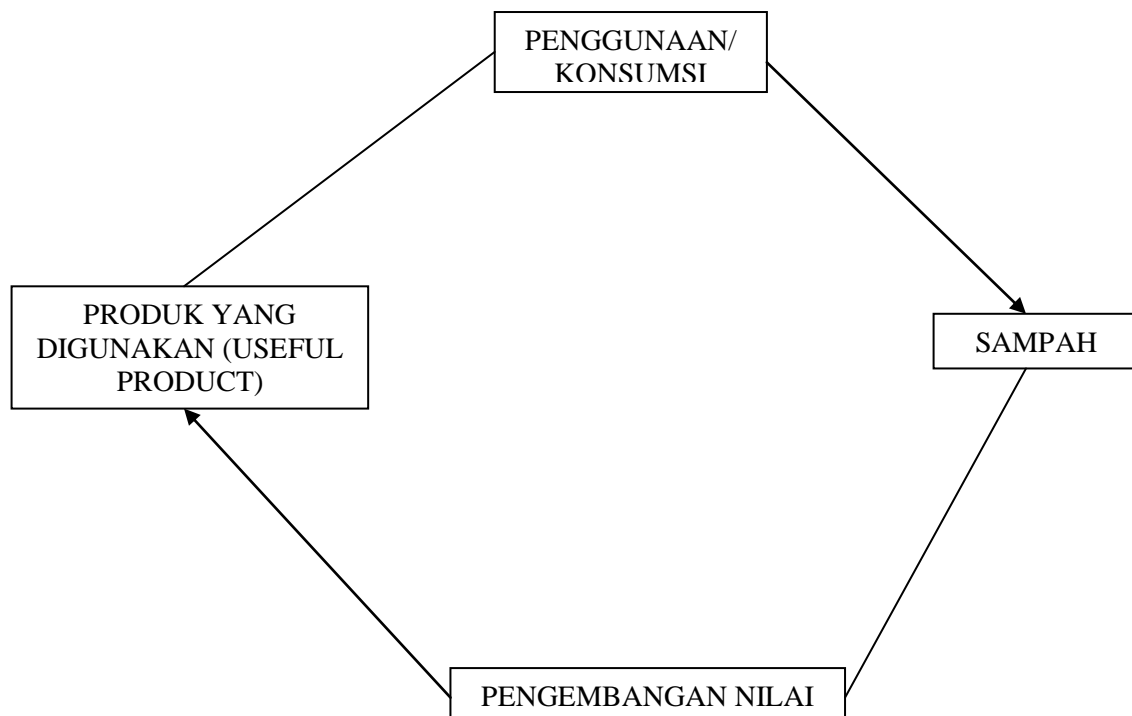 PENGGUNAAN/
KONSUMSI
PRODUK YANG
DIGUNAKAN (USEFUL
PRODUCT)
SAMPAH
PENGEMBANGAN NILAI